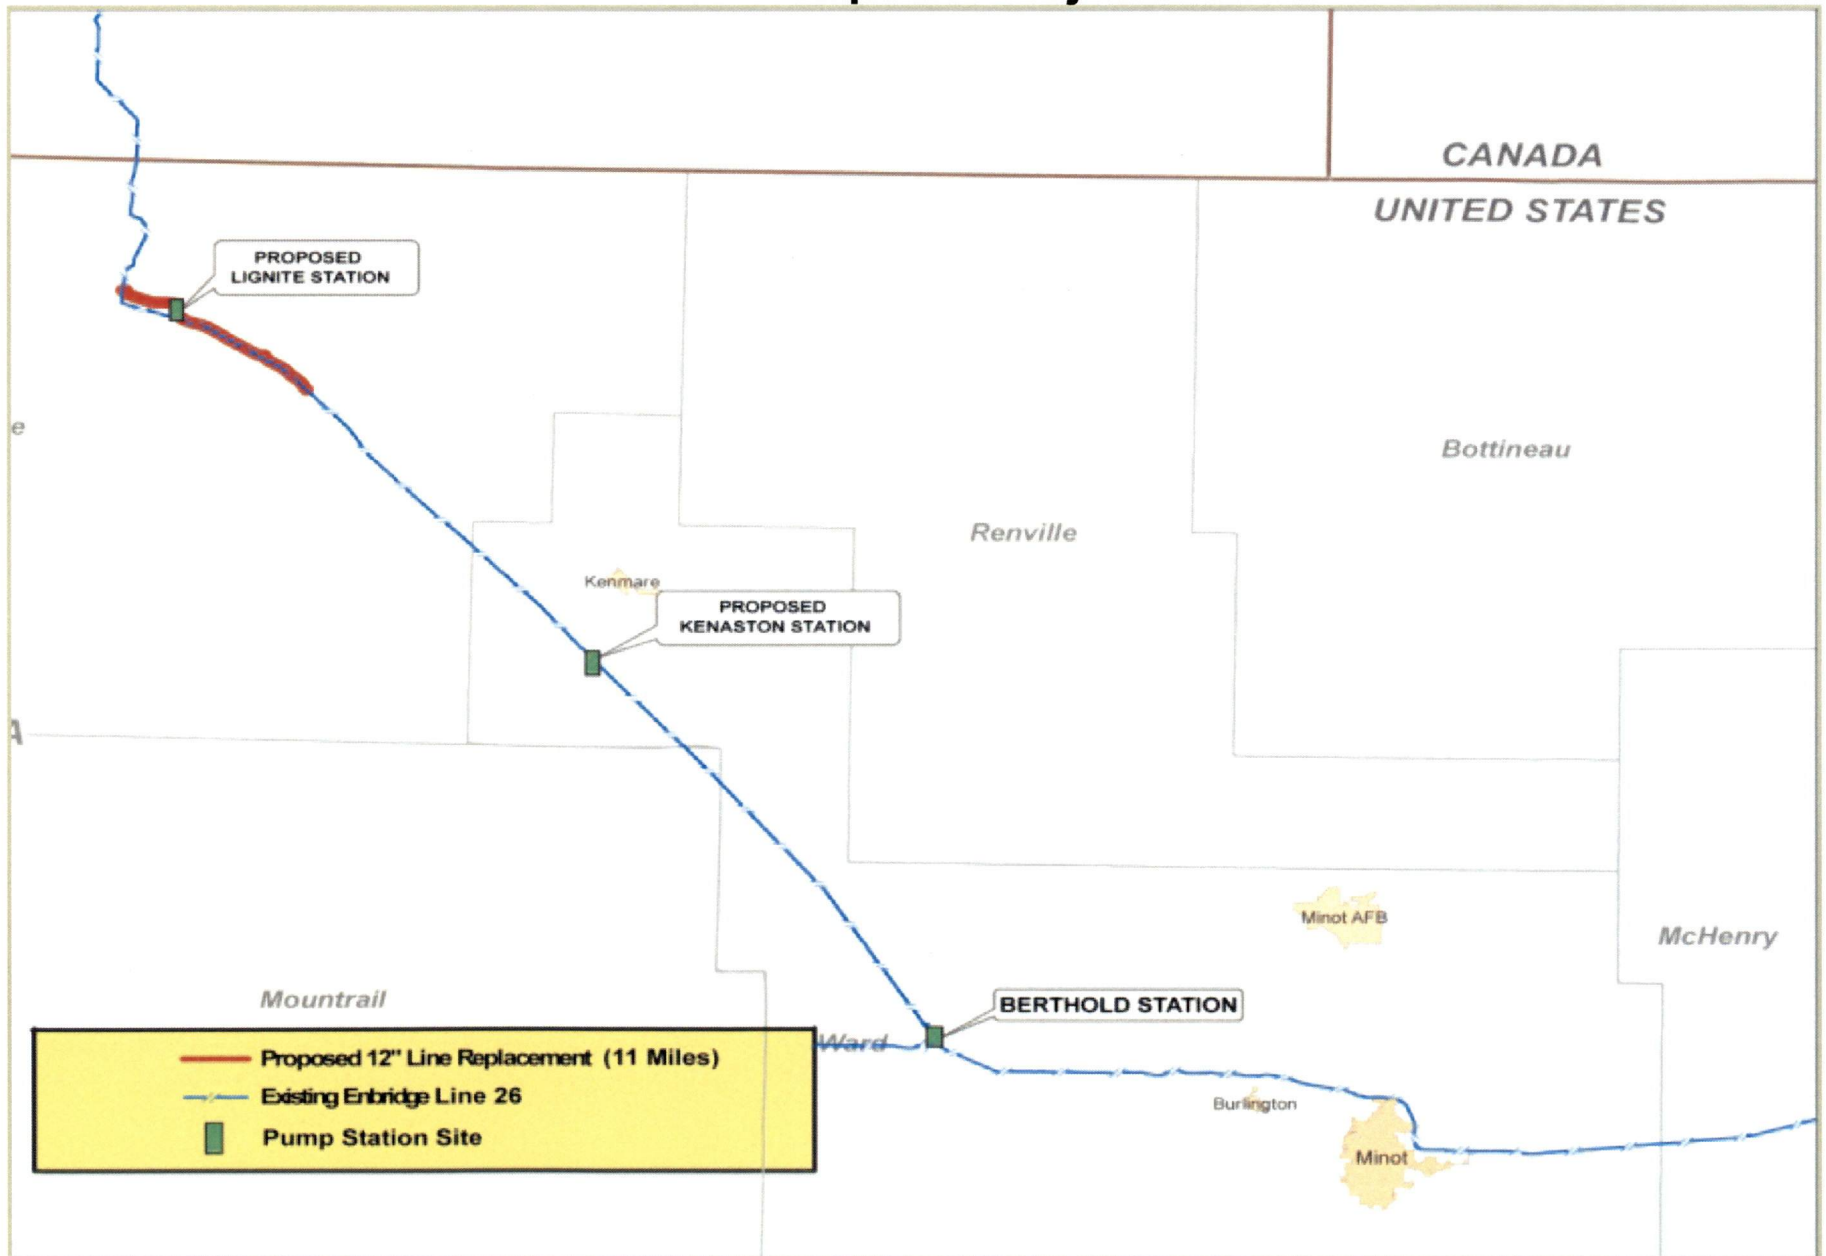 CANADA
UNITED STATES
PROPOSED
LIGNITE STATION
e
Bottineau
Renville
Kenmare
PROPOSED
KENASTON STATION
A
Minot AFB
McHenry
Mountrail
BERTHOLD STATION
Ward
Proposed 12" Line Replacement (11 Miles)
Existing Enbridge Line 26
Pump Station Site
Burlington
Minot